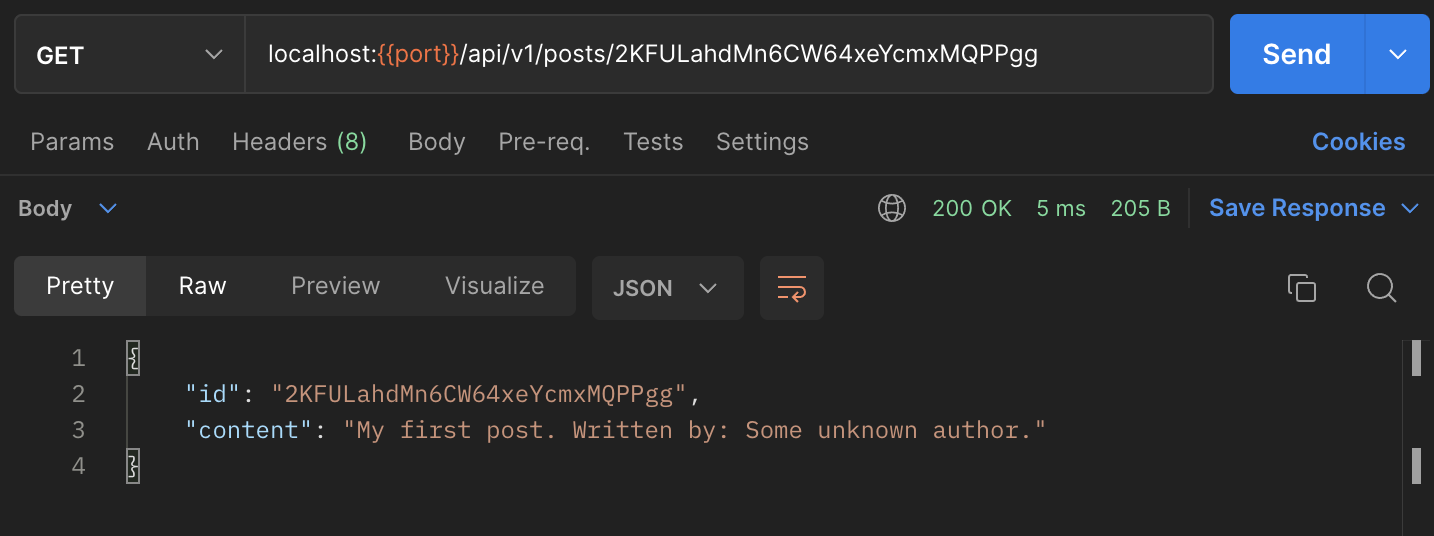 GET localhost:{{port}}/api/v1/posts/2KFULahdMn6CW64xeYcmxMQPPgg Send
Params Auth Headers (8) Body Pre-req. Tests Settings Cookies
Body 200 OK 5 ms 205 B Save Response
Pretty Raw Preview Visualize JSON
1 {
2 "id": "2KFULahdMn6CW64xeYcmxMQPPgg",
3 "content": "My first post. Written by: Some unknown author."
4 }